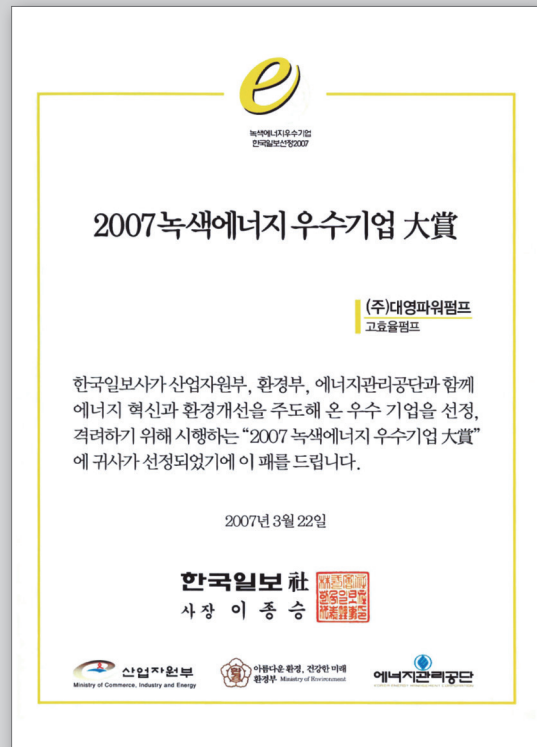 e
녹색에너지우수기업
한국일보선정2007
2007 녹색에너지 우수기업 大賞
(주)대영파워펌프
고효율펌프
한국일보사가 산업자원부, 환경부, 에너지관리공단과 함께
에너지 혁신과 환경개선을 주도해 온 우수 기업을 선정,
격려하기 위해 시행하는 “2007 녹색에너지 우수기업 大賞”
에 귀사가 선정되었기에 이 패를 드립니다.
2007년 3월 22일
한국일보 社
사장 이종승
산업자원부
Ministry of Commerce, Industry and Energy
아름다운 환경, 건강한 미래
환경부 Ministry of Environment
에너지관리공단